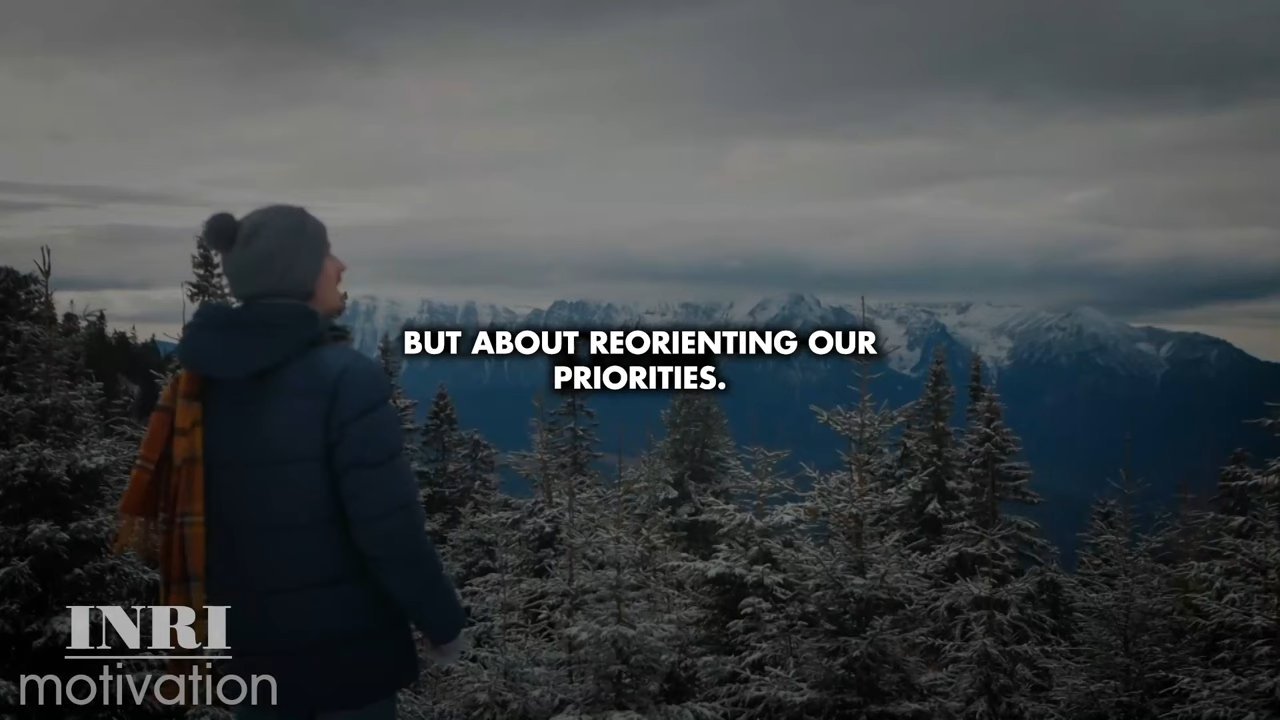 BUT ABOUT REORIENTING OUR
PRIORITIES.
INRI
motivation